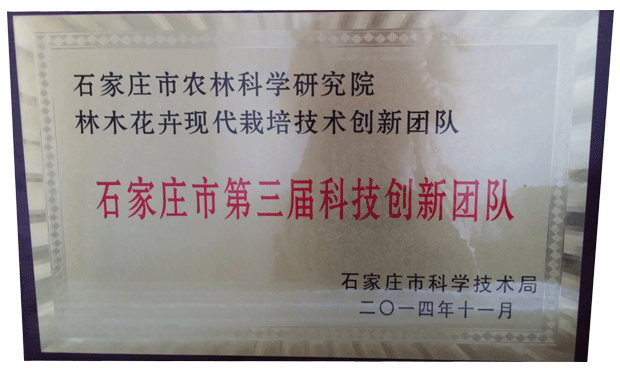 石家庄市农林科学研究院
林木花卉现代栽培技术创新团队
石家庄市第三届科技创新团队
石家庄市科学技术局
二〇一四年十一月